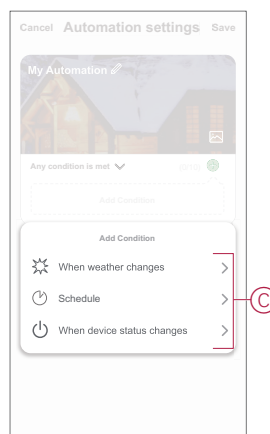 Cancel Automation settings Save
My Automation
Any condition is met
Add Condition
Add Condition
When weather changes
Schedule
When device status changes
C